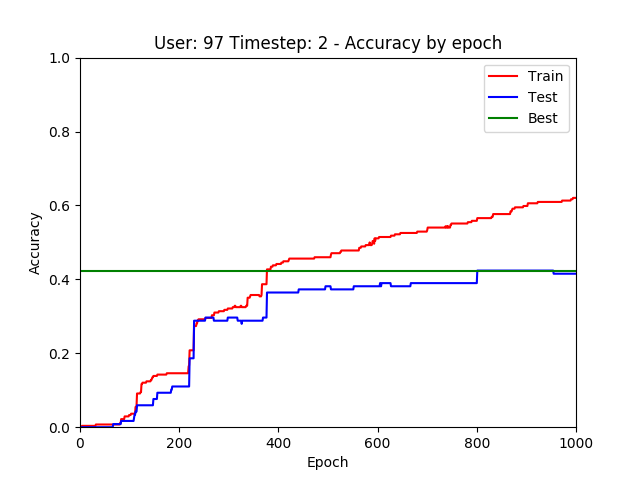 User: 97 Timestep: 2 - Accuracy by epoch
1.0
0.8
0.6
0.4
0.2
0.0
Accuracy
Train
Test
Best
0 200 400 600 800 1000
Epoch